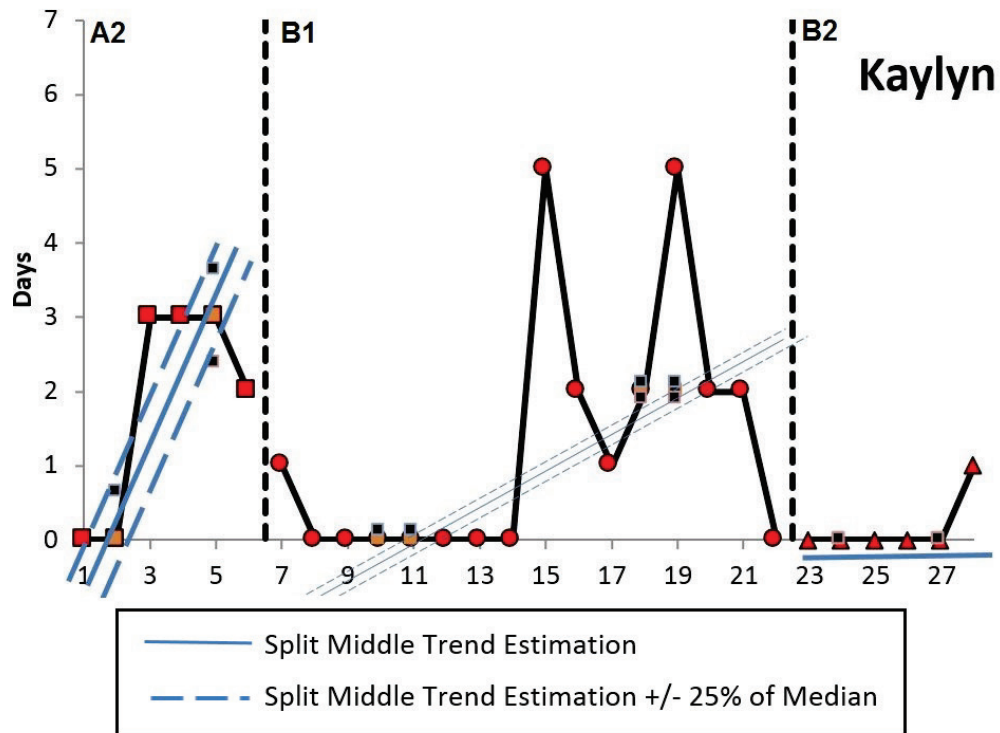 A2 B1 B2
Kaylyn
Days
7
6
5
4
3
2
1
0
1 3 5 7 9 11 13 15 17 19 21 23 25 27
Split Middle Trend Estimation
Split Middle Trend Estimation +/- 25% of Median